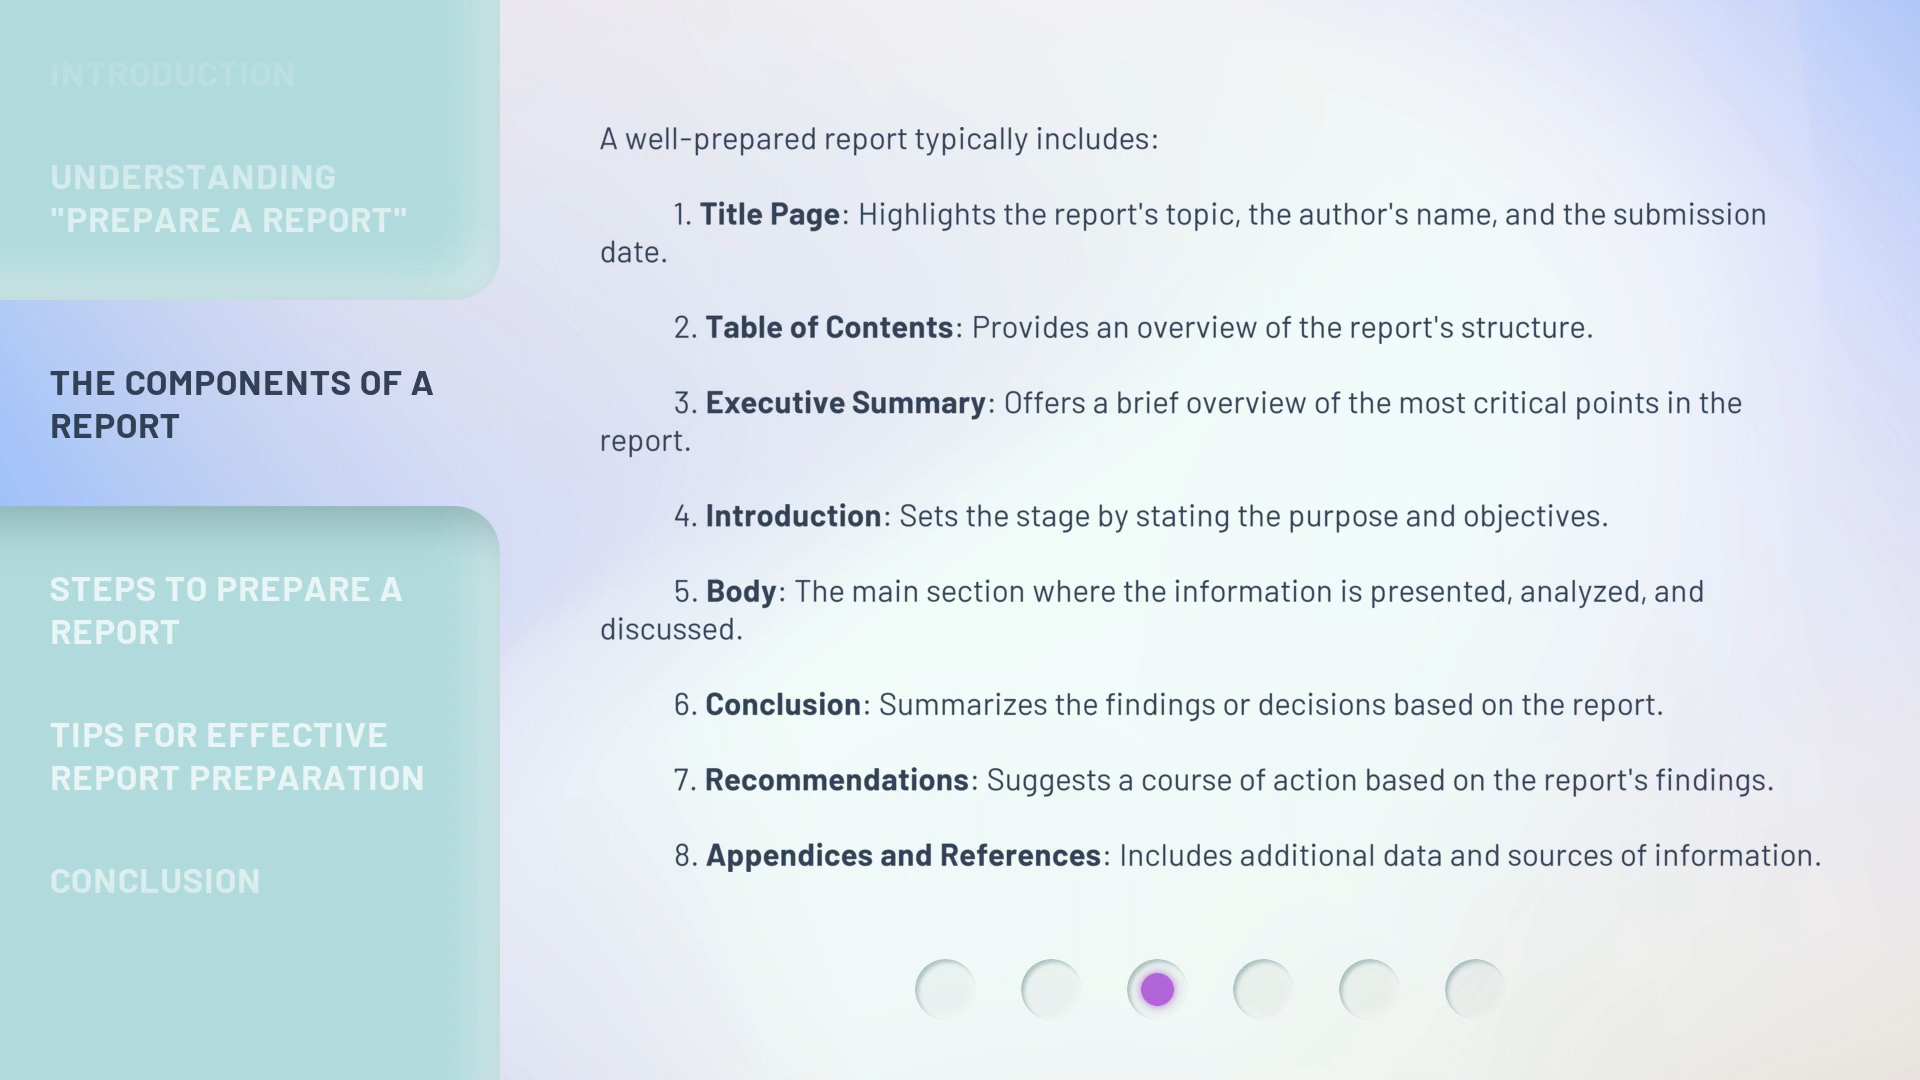 INTRODUCTION
UNDERSTANDING
"PREPARE A REPORT"
THE COMPONENTS OF A
REPORT
STEPS TO PREPARE A
REPORT
TIPS FOR EFFECTIVE
REPORT PREPARATION
CONCLUSION
A well-prepared report typically includes:
1. Title Page: Highlights the report's topic, the author's name, and the submission
date.
2. Table of Contents: Provides an overview of the report's structure.
3. Executive Summary: Offers a brief overview of the most critical points in the
report.
4. Introduction: Sets the stage by stating the purpose and objectives.
5. Body: The main section where the information is presented, analyzed, and
discussed.
6. Conclusion: Summarizes the findings or decisions based on the report.
7. Recommendations: Suggests a course of action based on the report's findings.
8. Appendices and References: Includes additional data and sources of information.